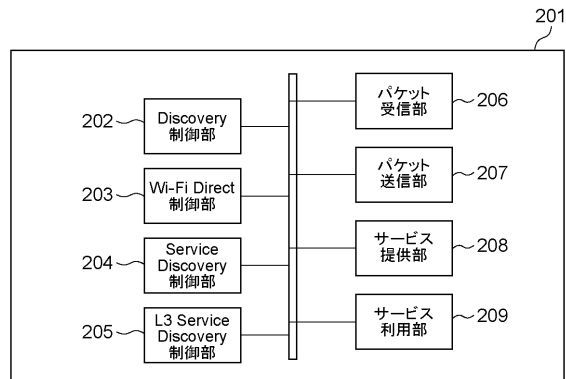 201
202
Discovery
制御部
203
Wi-Fi Direct
制御部
204
Service
Discovery
制御部
205
L3 Service
Discovery
制御部
パケット
受信部
206
パケット
送信部
207
サービス
提供部
208
サービス
利用部
209